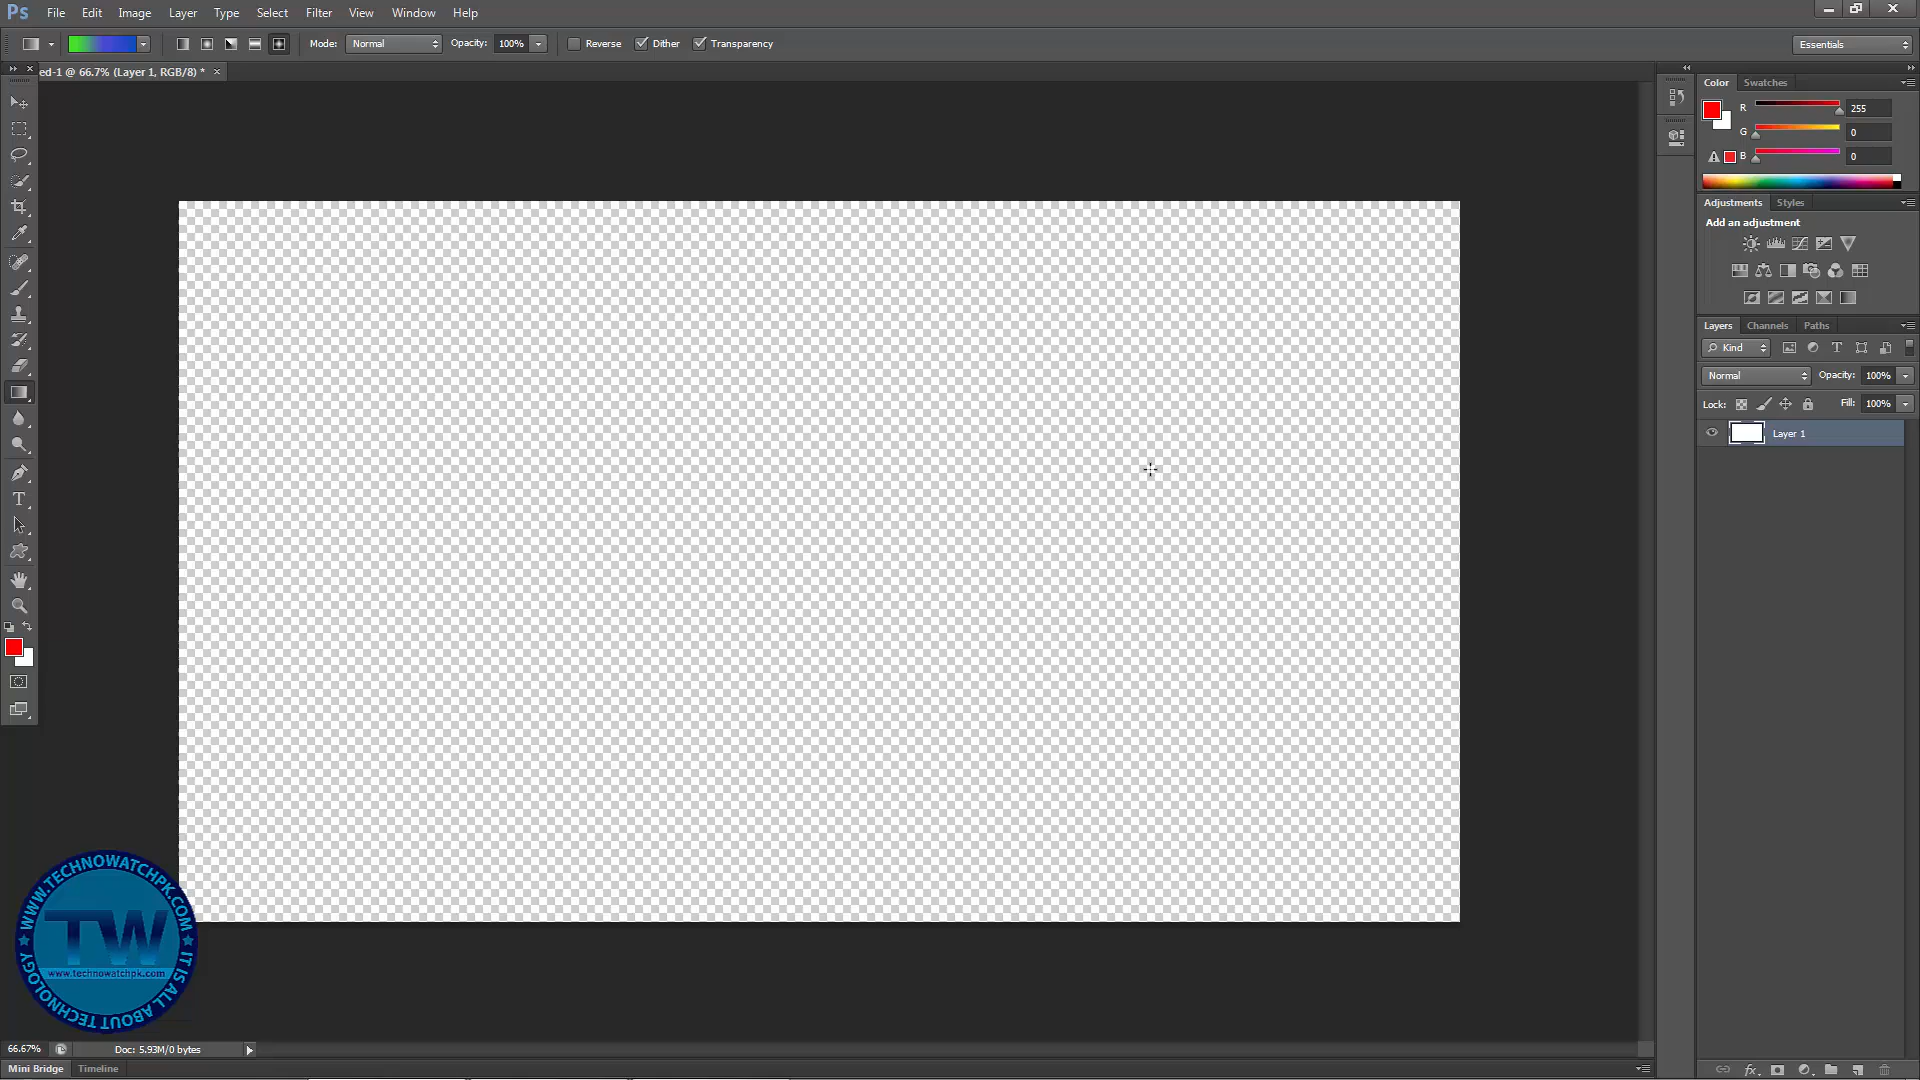 Ps File Edit Image Layer Type Select Filter View Window Help
Mode: Normal Opacity: 100% Reverse Dither Transparency Essentials
ed-1 @ 66.7% (Layer 1, RGB/8) *
Color Swatches
R 255
G 0
B 0
Adjustments Styles
Add an adjustment
Layers Channels Paths
Kind
Normal Opacity: 100%
Lock: Fill: 100%
Layer 1
WWW.TECHNOWATCHPK.COM
TW
www.technowatchpk.com
IT IS ALL ABOUT TECHNOLOGY
66.67% Doc: 5.93M/0 bytes
Mini Bridge Timeline